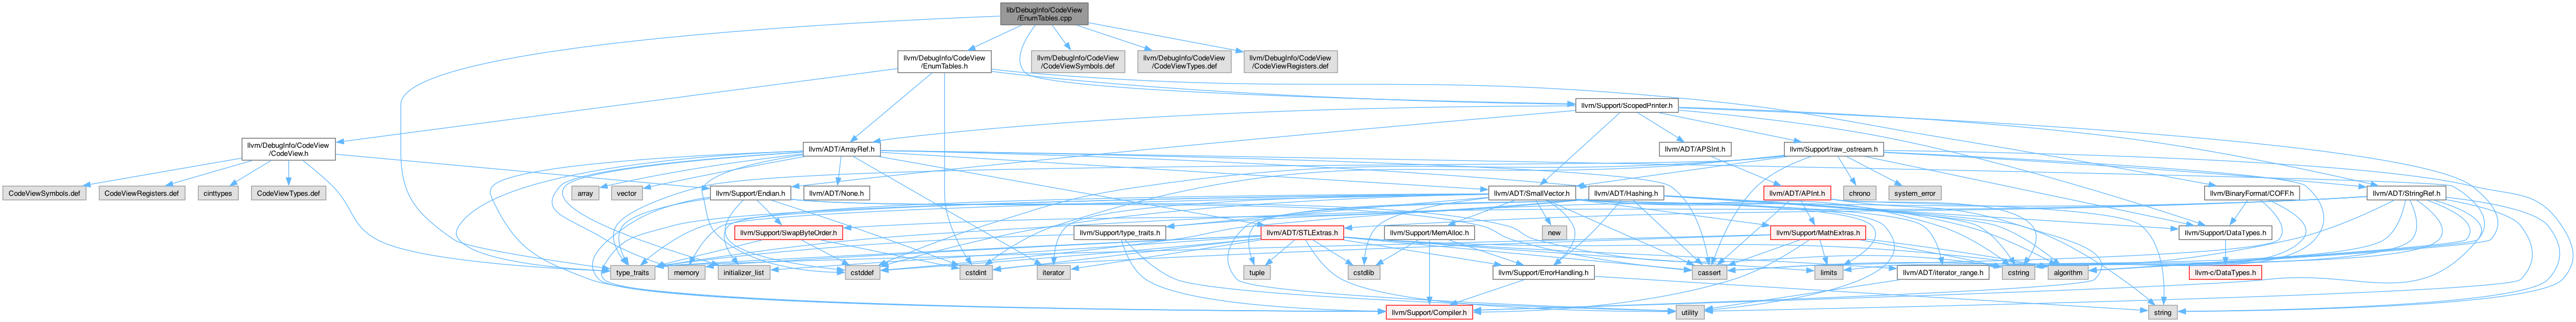 lib/DebugInfo/CodeView
/EnumTables.cpp
llvm/DebugInfo/CodeView
/EnumTables.h
llvm/DebugInfo/CodeView
/CodeViewSymbols.def
llvm/DebugInfo/CodeView
/CodeViewTypes.def
llvm/DebugInfo/CodeView
/CodeViewRegisters.def
llvm/Support/ScopedPrinter.h
llvm/DebugInfo/CodeView
/CodeView.h
llvm/ADT/ArrayRef.h
llvm/ADT/APSInt.h
llvm/Support/raw_ostream.h
CodeViewSymbols.def
CodeViewRegisters.def
cinttypes
CodeViewTypes.def
llvm/Support/Endian.h
array
vector
llvm/ADT/None.h
llvm/ADT/SmallVector.h
llvm/ADT/Hashing.h
llvm/ADT/APInt.h
chrono
system_error
llvm/BinaryFormat/COFF.h
llvm/ADT/StringRef.h
llvm/Support/SwapByteOrder.h
llvm/Support/type_traits.h
llvm/ADT/STLExtras.h
llvm/Support/MemAlloc.h
new
llvm/Support/MathExtras.h
llvm/Support/DataTypes.h
type_traits
memory
initializer_list
cstddef
cstdint
iterator
tuple
cstdlib
llvm/Support/ErrorHandling.h
cassert
limits
llvm/ADT/iterator_range.h
cstring
algorithm
llvm-c/DataTypes.h
llvm/Support/Compiler.h
utility
string